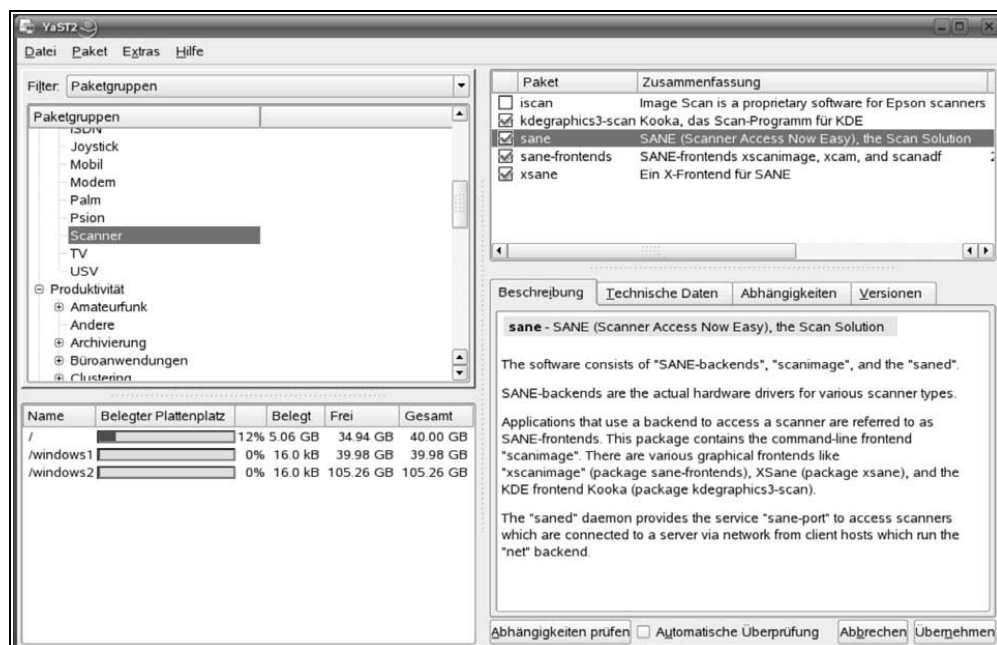 YaST2
Datei Paket Extras Hilfe
Filter: Paketgruppen
Paketgruppen
ISDN
Joystick
Mobil
Modem
Palm
Psion
Scanner
TV
USV
Produktivität
Amateurfunk
Andere
Archivierung
Büroanwendungen
Clustering
Name Belegter Plattenplatz Belegt Frei Gesamt
/ 12% 5.06 GB 34.94 GB 40.00 GB
/windows1 0% 16.0 kB 39.98 GB 39.98 GB
/windows2 0% 16.0 kB 105.26 GB 105.26 GB
Paket Zusammenfassung
iscan Image Scan is a proprietary software for Epson scanners
kdegraphics3-scan Kooka, das Scan-Programm für KDE
sane SANE (Scanner Access Now Easy), the Scan Solution
sane-frontends SANE-frontends xscanimage, xcam, and scanadf
xsane Ein X-Frontend für SANE
Beschreibung Technische Daten Abhängigkeiten Versionen
sane - SANE (Scanner Access Now Easy), the Scan Solution
The software consists of "SANE-backends", "scanimage", and the "saned".
SANE-backends are the actual hardware drivers for various scanner types.
Applications that use a backend to access a scanner are referred to as
SANE-frontends. This package contains the command-line frontend
"scanimage". There are various graphical frontends like
"xscanimage" (package sane-frontends), XSane (package xsane), and the
KDE frontend Kooka (package kdegraphics3-scan).
The "saned" daemon provides the service "sane-port" to access scanners
which are connected to a server via network from client hosts which run the
"net" backend.
Abhängigkeiten prüfen Automatische Überprüfung Abbrechen Übernehmen